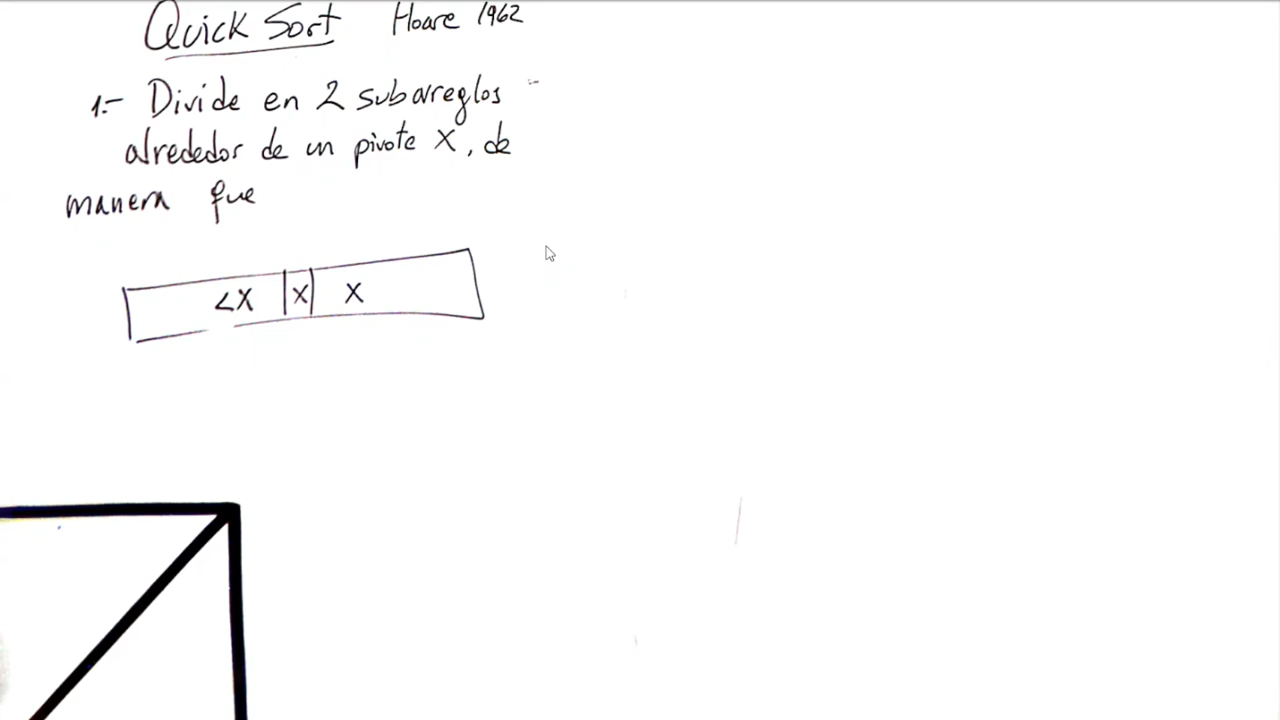 Quick Sort Hoare 1962
1.- Divide en 2 subarreglos
alrededor de un pivote X, de
manera que
<X X X